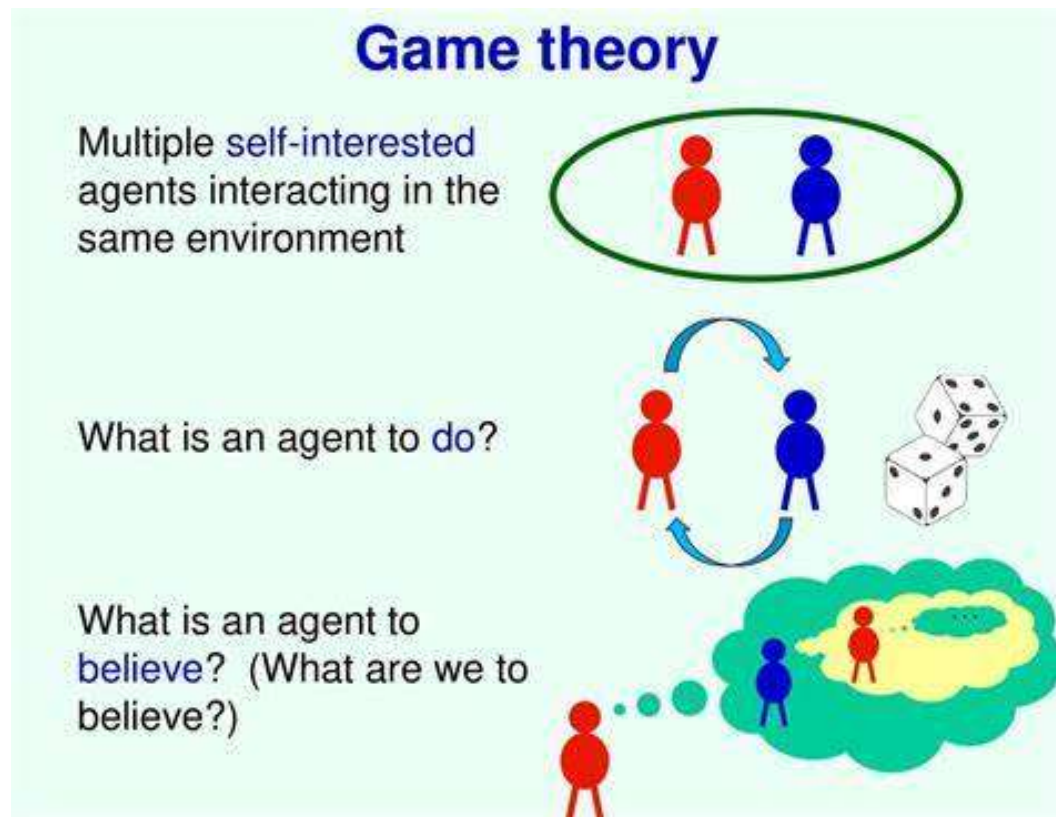 Game theory
Multiple self-interested
agents interacting in the
same environment
What is an agent to do?
What is an agent to
believe? (What are we to
believe?)